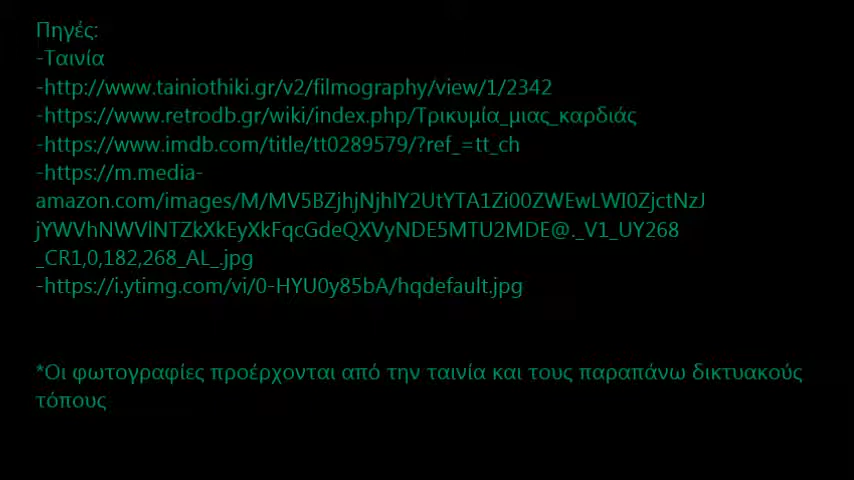 Πηγές:
-Ταινία
-http://www.tainiothiki.gr/v2/filmography/view/1/2342
-https://www.retrodb.gr/wiki/index.php/Τρικυμία_μιας_καρδιάς
-https://www.imdb.com/title/tt0289579/?ref_=tt_ch
-https://m.media-
amazon.com/images/M/MV5BZjhjNjhlY2UtYTA1Zi00ZWEwLWI0ZjctNzJ
jYWVhNWVlNTZkXkEyXkFqcGdeQXVyNDE5MTU2MDE@._V1_UY268
_CR1,0,182,268_AL_.jpg
-https://i.ytimg.com/vi/0-HYU0y85bA/hqdefault.jpg
*Οι φωτογραφίες προέρχονται από την ταινία και τους παραπάνω δικτυακούς
τόπους